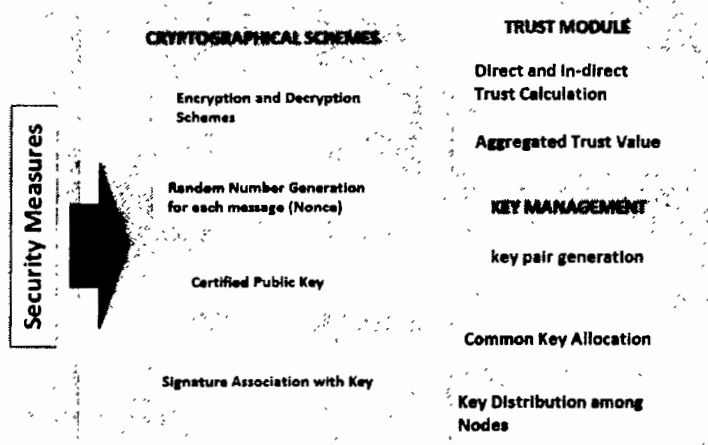 Security Measures
CRYPTOGRAPHICAL SCHEMES
Encryption and Decryption
Schemes
Random Number Generation
for each message (Nonce)
Certified Public Key
Signature Association with Key
TRUST MODULE
Direct and In-direct
Trust Calculation
Aggregated Trust Value
KEY MANAGEMENT
key pair generation
Common Key Allocation
Key Distribution among
Nodes